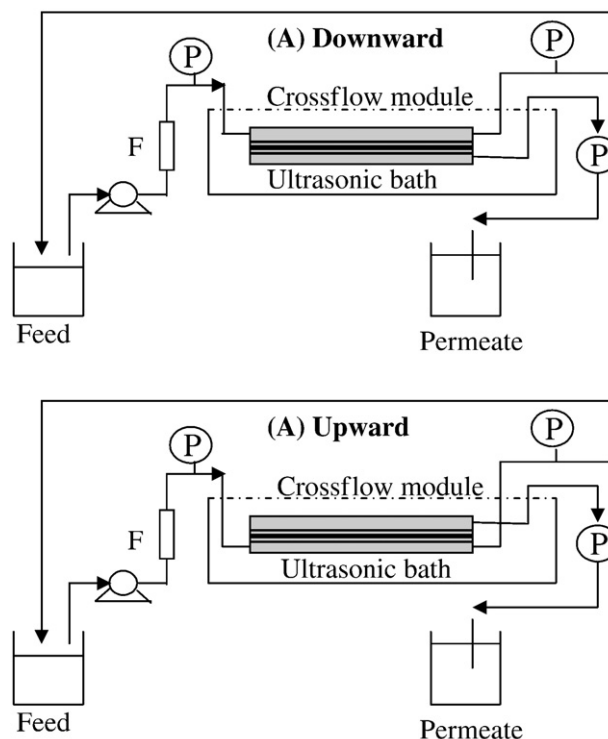 (A) Downward
P
P
Crossflow module
F
P
Ultrasonic bath
Feed
Permeate
(A) Upward
P
P
Crossflow module
F
P
Ultrasonic bath
Feed
Permeate